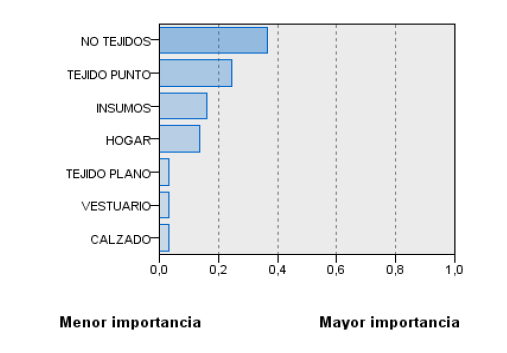 NO TEJIDOS
TEJIDO PUNTO
INSUMOS
HOGAR
TEJIDO PLANO
VESTUARIO
CALZADO
0,0 0,2 0,4 0,6 0,8 1,0
Menor importancia Mayor importancia